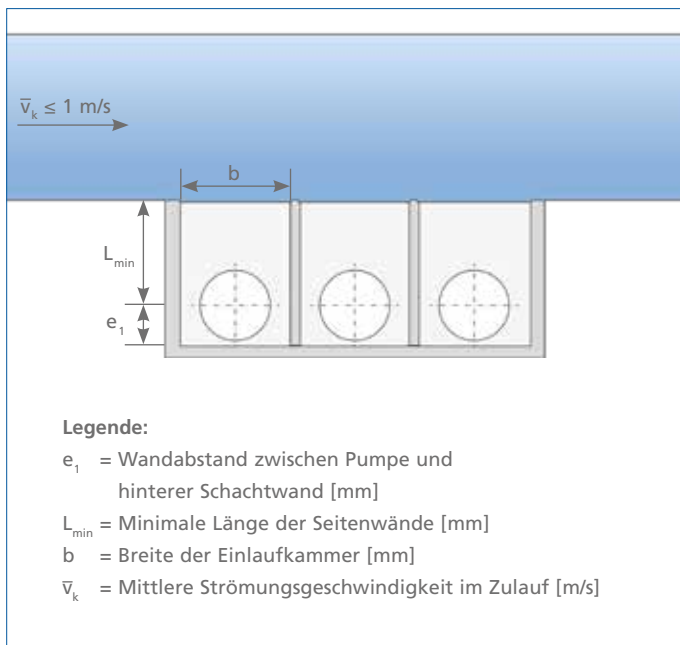 v̅ₖ ≤ 1 m/s
b
Lₘᵢₙ
e₁
Legende:
e₁ = Wandabstand zwischen Pumpe und
hinterer Schachtwand [mm]
Lₘᵢₙ = Minimale Länge der Seitenwände [mm]
b = Breite der Einlaufkammer [mm]
v̅ₖ = Mittlere Strömungsgeschwindigkeit im Zulauf [m/s]